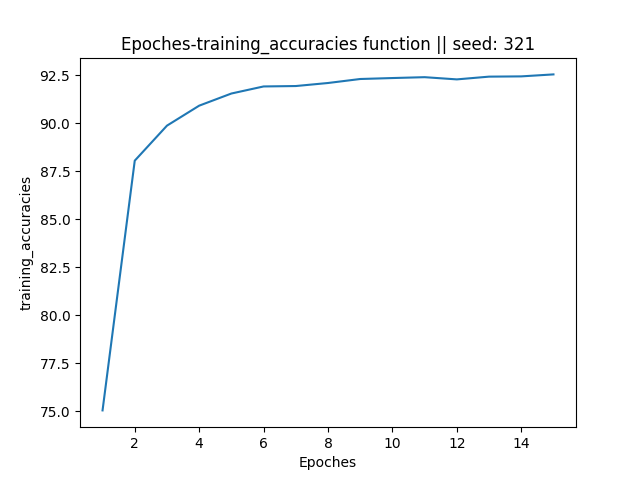 Epoches-training_accuracies function || seed: 321
92.5
90.0
87.5
85.0
82.5
80.0
77.5
75.0
training_accuracies
2 4 6 8 10 12 14
Epoches